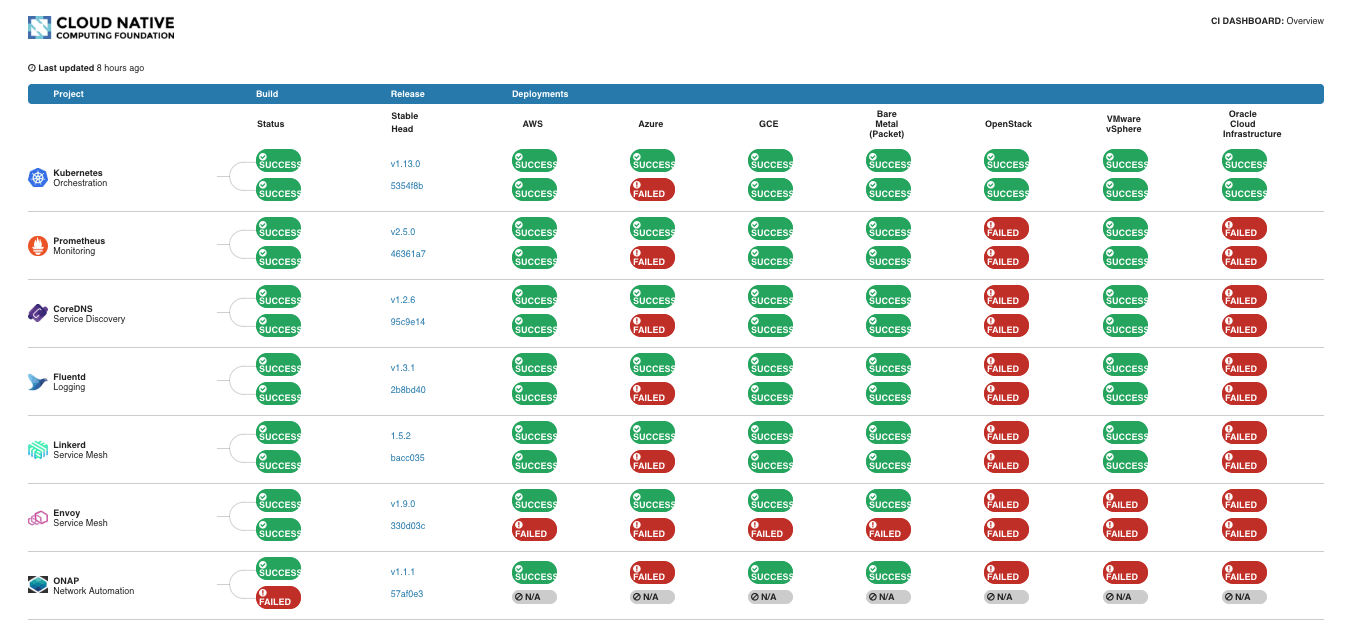 CLOUD NATIVE
COMPUTING FOUNDATION
CI DASHBOARD: Overview
Last updated 8 hours ago
Project Build Release Deployments
Status Stable Head AWS Azure GCE Bare Metal (Packet) OpenStack VMware vSphere Oracle Cloud Infrastructure
Kubernetes
Orchestration
SUCCESS v1.13.0 SUCCESS SUCCESS SUCCESS SUCCESS SUCCESS SUCCESS SUCCESS
SUCCESS 5354f8b SUCCESS FAILED SUCCESS SUCCESS SUCCESS SUCCESS SUCCESS
Prometheus
Monitoring
SUCCESS v2.5.0 SUCCESS SUCCESS SUCCESS SUCCESS FAILED SUCCESS FAILED
SUCCESS 46361a7 SUCCESS FAILED SUCCESS SUCCESS FAILED SUCCESS FAILED
CoreDNS
Service Discovery
SUCCESS v1.2.6 SUCCESS SUCCESS SUCCESS SUCCESS FAILED SUCCESS FAILED
SUCCESS 95c9e14 SUCCESS FAILED SUCCESS SUCCESS FAILED SUCCESS FAILED
Fluentd
Logging
SUCCESS v1.3.1 SUCCESS SUCCESS SUCCESS SUCCESS FAILED SUCCESS FAILED
SUCCESS 2b8bd40 SUCCESS FAILED SUCCESS SUCCESS FAILED SUCCESS FAILED
Linkerd
Service Mesh
SUCCESS 1.5.2 SUCCESS SUCCESS SUCCESS SUCCESS FAILED SUCCESS FAILED
SUCCESS bacc035 SUCCESS FAILED SUCCESS SUCCESS FAILED SUCCESS FAILED
Envoy
Service Mesh
SUCCESS v1.9.0 SUCCESS SUCCESS SUCCESS SUCCESS FAILED FAILED FAILED
SUCCESS 330d03c FAILED FAILED FAILED FAILED FAILED FAILED FAILED
ONAP
Network Automation
SUCCESS v1.1.1 SUCCESS FAILED SUCCESS SUCCESS FAILED FAILED FAILED
FAILED 57af0e3 N/A N/A N/A N/A N/A N/A N/A